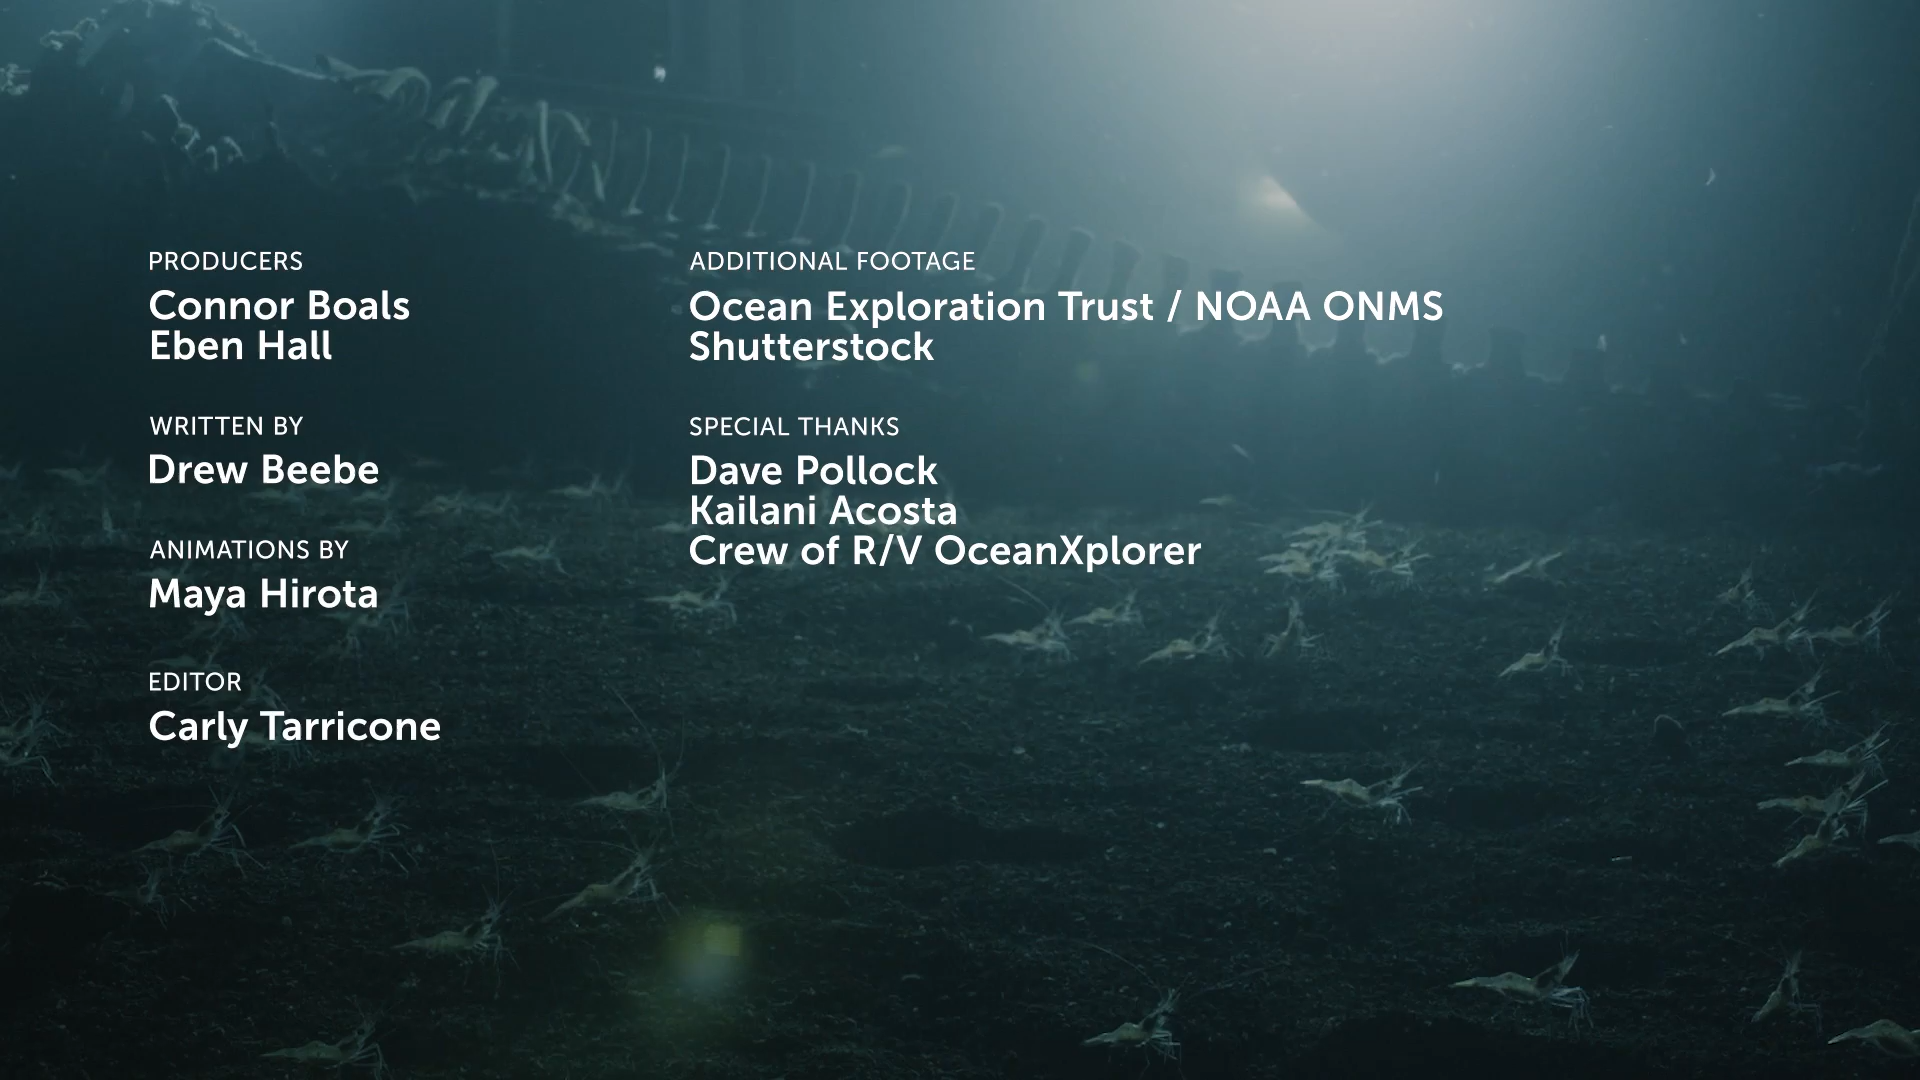 PRODUCERS
Connor Boals
Eben Hall
WRITTEN BY
Drew Beebe
ANIMATIONS BY
Maya Hirota
EDITOR
Carly Tarricone
ADDITIONAL FOOTAGE
Ocean Exploration Trust / NOAA ONMS
Shutterstock
SPECIAL THANKS
Dave Pollock
Kailani Acosta
Crew of R/V OceanXplorer